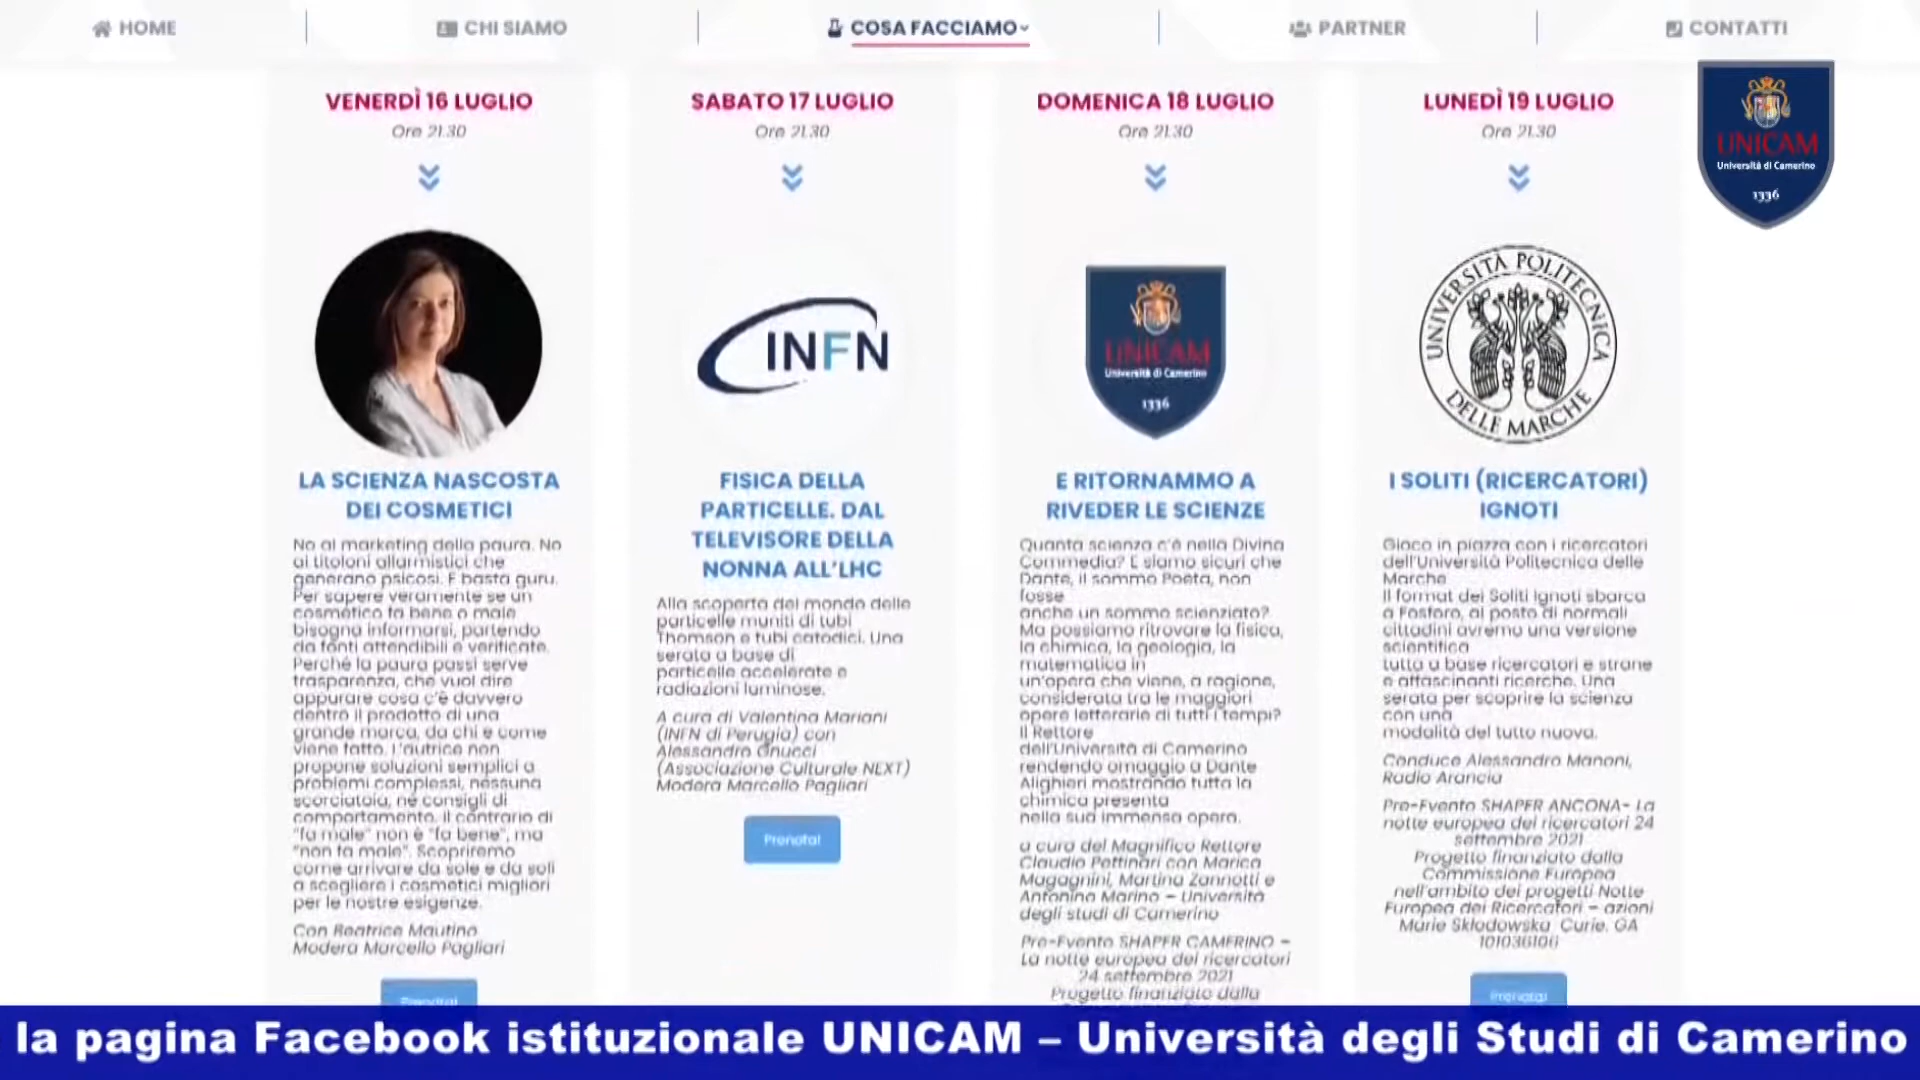 HOME
CHI SIAMO
COSA FACCIAMO
PARTNER
CONTATTI
UNICAM
Università di Camerino
1336
VENERDÌ 16 LUGLIO
Ore 21.30
LA SCIENZA NASCOSTA
DEI COSMETICI
No al marketing della paura. No
ai titoloni allarmistici che
generano psicosi. E basta guru.
Per sapere veramente se un
cosmetico fa bene o male
bisogna informarsi, partendo
da fonti attendibili e verificate.
Perché la paura passi serve
trasparenza, che vuol dire
appurare cosa c'è davvero
dentro il prodotto di una
grande marca, da chi e come
viene fatto. L'autrice non
propone soluzioni semplici a
problemi complessi, nessuna
scorciatoia, né consigli di
comportamento. Il contrario di
"fa male" non è "fa bene", ma
"non fa male". Scopriremo
come arrivare da sole e da soli
a scegliere i cosmetici migliori
per le nostre esigenze.
Con Beatrice Mautino
Modera Marcello Pagliari
Prenota!
SABATO 17 LUGLIO
Ore 21.30
INFN
FISICA DELLA
PARTICELLE. DAL
TELEVISORE DELLA
NONNA ALL'LHC
Alla scoperta del mondo delle
particelle muniti di tubi
Thomson e tubi catodici. Una
serata a base di
particelle accelerate e
radiazioni luminose.
A cura di Valentina Mariani
(INFN di Perugia) con
Alessandro Gnucci
(Associazione Culturale NEXT)
Modera Marcello Pagliari
Prenota!
DOMENICA 18 LUGLIO
Ore 21.30
UNICAM
Università di Camerino
1336
E RITORNAMMO A
RIVEDER LE SCIENZE
Quanta scienza c'è nella Divina
Commedia? E siamo sicuri che
Dante, il sommo Poeta, non
fosse
anche un sommo scienziato?
Ma possiamo ritrovare la fisica,
la chimica, la geologia, la
matematica in
un'opera che viene, a ragione,
considerata tra le maggiori
opere letterarie di tutti i tempi?
Il Rettore
dell'Università di Camerino
rendendo omaggio a Dante
Alighieri mostrando tutta la
chimica presenta
nella sua immensa opera.
a cura del Magnifico Rettore
Claudio Pettinari con Marica
Magagnini, Martina Zannotti e
Antonino Marino – Università
degli studi di Camerino
Pre-Evento SHAPER CAMERINO –
La notte europea dei ricercatori
24 settembre 2021
Progetto finanziato dalla
LUNEDÌ 19 LUGLIO
Ore 21.30
UNIVERSITÀ POLITECNICA
DELLE MARCHE
I SOLITI (RICERCATORI)
IGNOTI
Gioco in piazza con i ricercatori
dell'Università Politecnica delle
Marche
Il format dei Soliti Ignoti sbarca
a Fosforo, al posto di normali
cittadini avremo una versione
scientifica
tutta a base ricercatori e strane
e affascinanti ricerche. Una
serata per scoprire la scienza
con una
modalità del tutto nuova.
Conduce Alessandro Manoni,
Radio Arancia
Pre-Evento SHAPER ANCONA- La
notte europea dei ricercatori 24
settembre 2021
Progetto finanziato dalla
Commissione Europea
nell'ambito dei progetti Notte
Europea dei Ricercatori – azioni
Marie Skłodowska Curie. GA
Prenota!
la pagina Facebook istituzionale UNICAM – Università degli Studi di Camerino